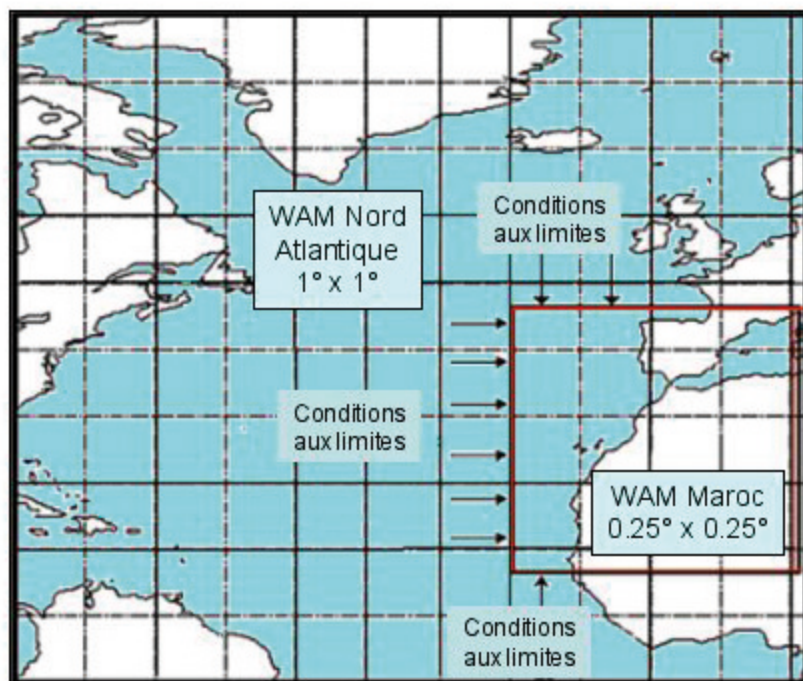 WAM Nord
Atlantique
1° x 1°
Conditions
aux limites
Conditions
aux limites
WAM Maroc
0.25° x 0.25°
Conditions
aux limites